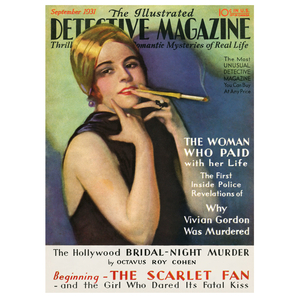 September 1931
The Illustrated
10¢
DETECTIVE MAGAZINE
Thrill
omantic Mysteries of Real Life
The Most
UNUSUAL
DETECTIVE
MAGAZINE
You Can Buy
At Any Price
THE WOMAN
WHO PAID
with her Life
The First
Inside Police
Revelations of
Why
Vivian Gordon
Was Murdered
The Hollywood BRIDAL-NIGHT MURDER
by OCTAVUS ROY COHEN
Beginning - THE SCARLET FAN
- and the Girl Who Dared Its Fatal Kiss